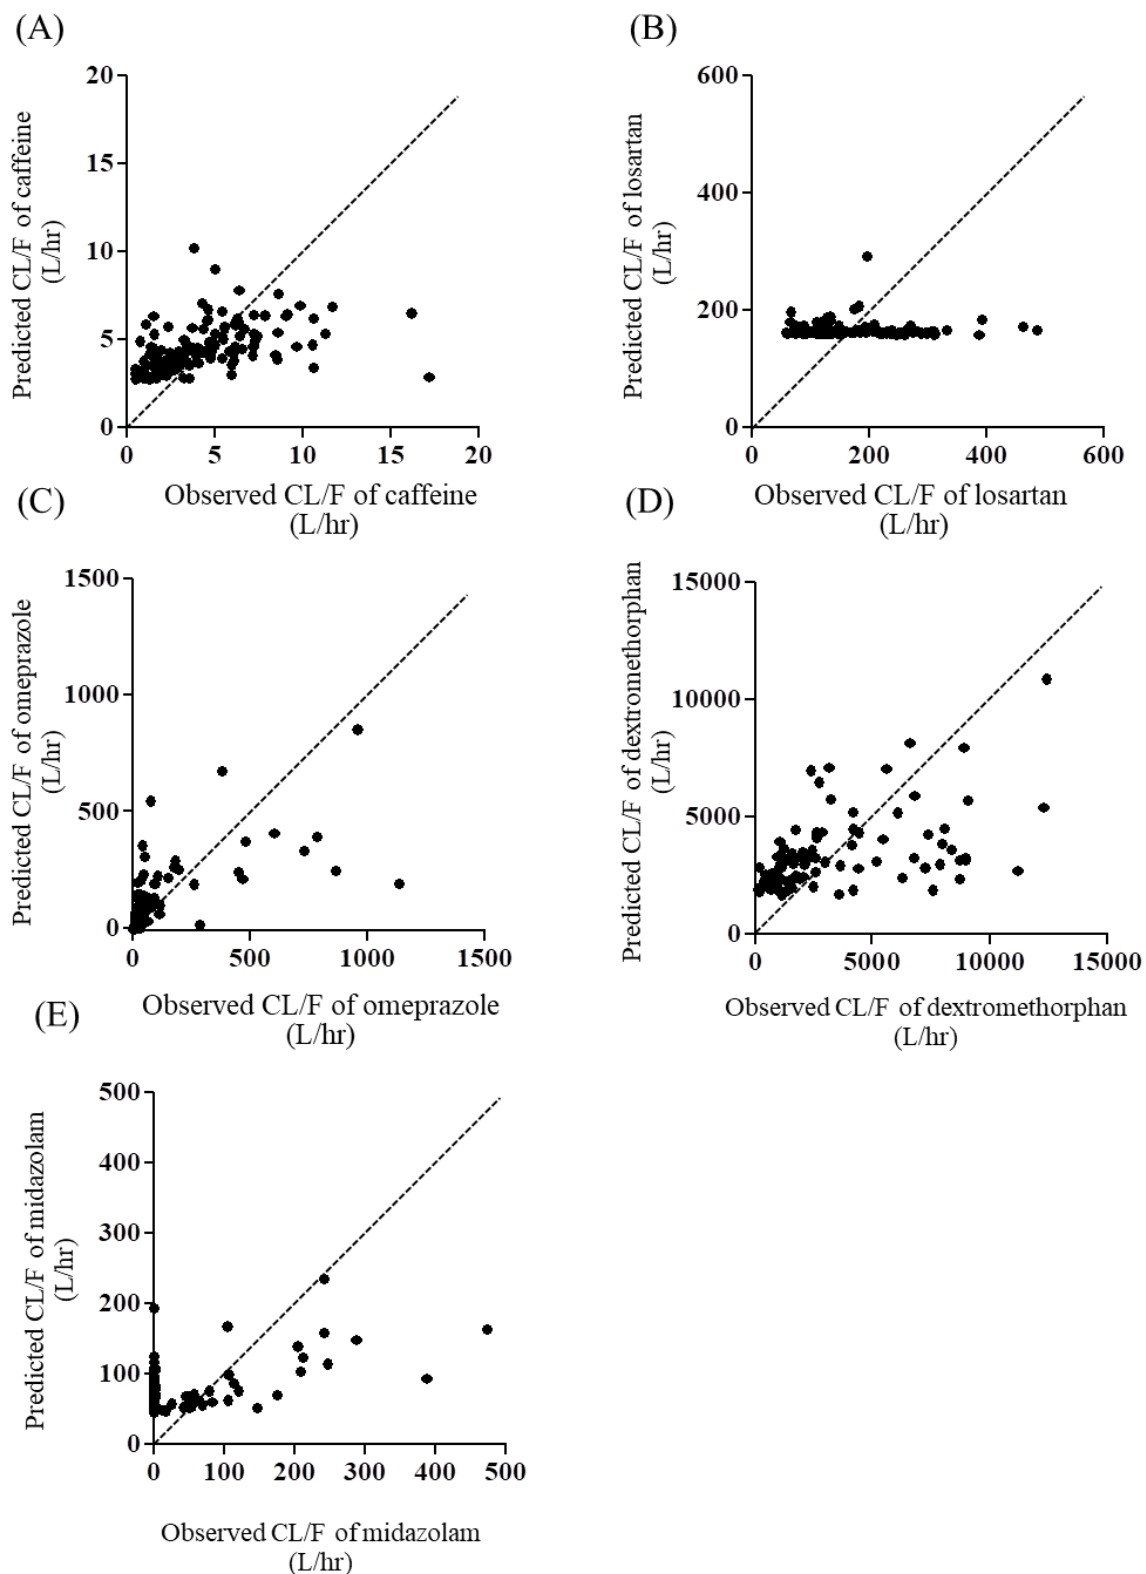 (A)
Predicted CL/F of caffeine
(L/hr)
20
15
10
5
0
0 5 10 15 20
Observed CL/F of caffeine
(L/hr)
(B)
Predicted CL/F of losartan
(L/hr)
600
400
200
0
0 200 400 600
Observed CL/F of losartan
(L/hr)
(C)
Predicted CL/F of omeprazole
(L/hr)
1500
1000
500
0
0 500 1000 1500
Observed CL/F of omeprazole
(L/hr)
(D)
Predicted CL/F of dextromethorphan
(L/hr)
15000
10000
5000
0
0 5000 10000 15000
Observed CL/F of dextromethorphan
(L/hr)
(E)
Predicted CL/F of midazolam
(L/hr)
500
400
300
200
100
0
0 100 200 300 400 500
Observed CL/F of midazolam
(L/hr)